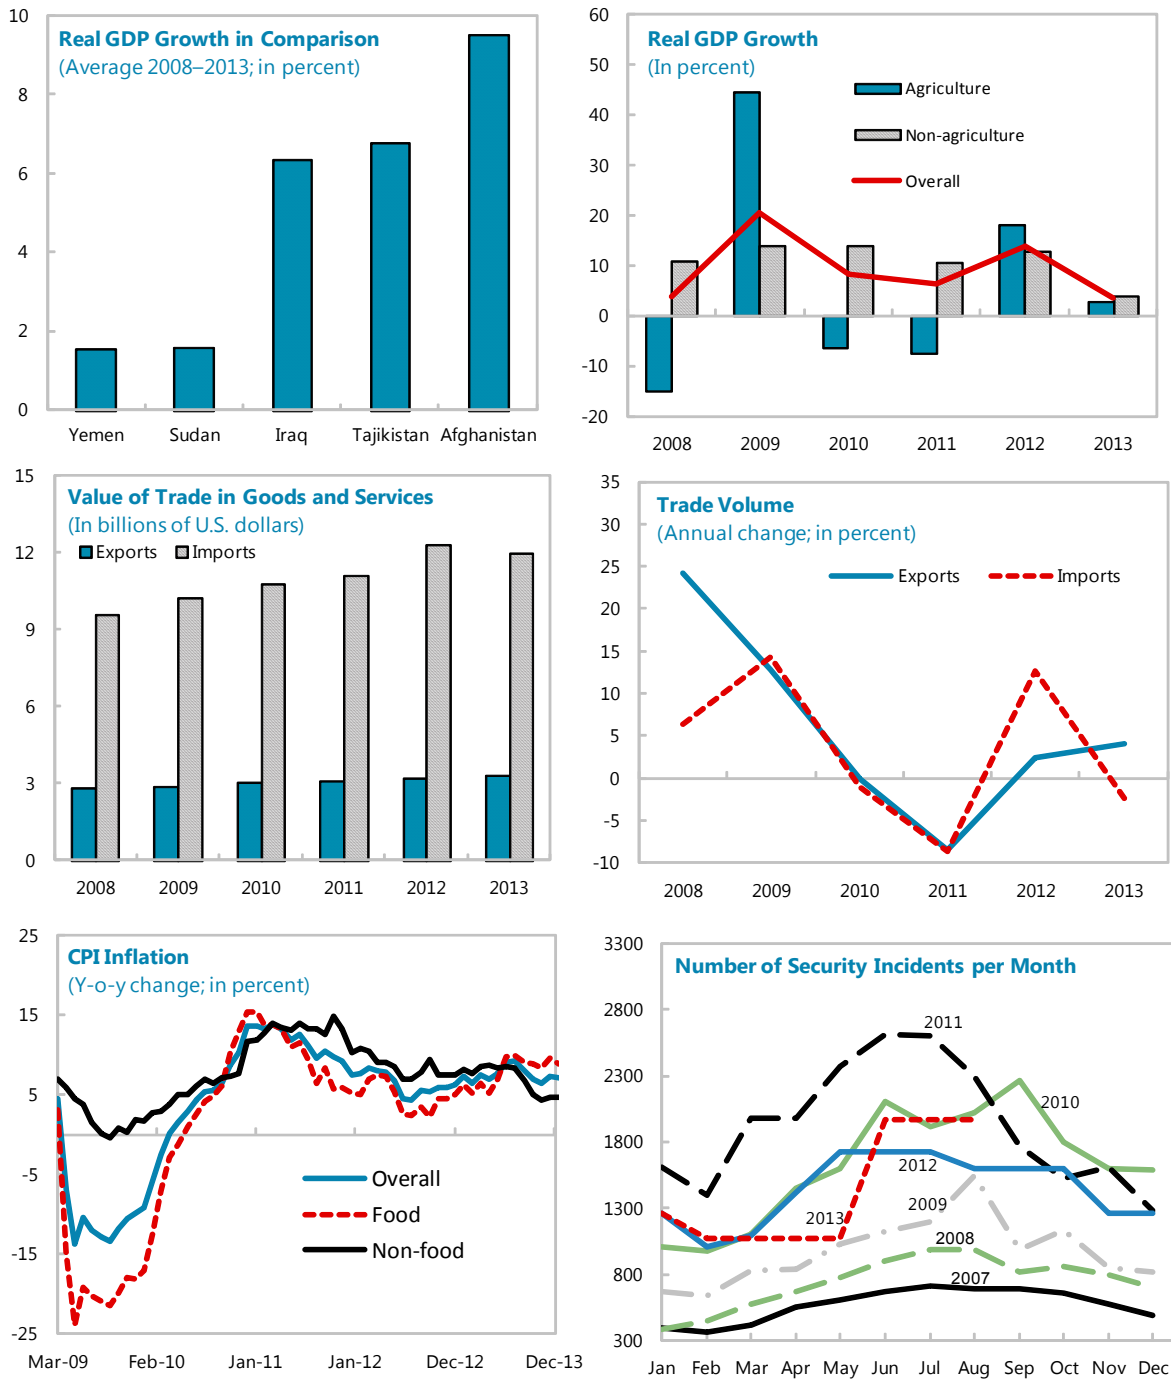 Real GDP Growth in Comparison
(Average 2008–2013; in percent)
10
8
6
4
2
0
Yemen Sudan Iraq Tajikistan Afghanistan
Real GDP Growth
(In percent)
Agriculture
Non-agriculture
Overall
60
50
40
30
20
10
0
-10
-20
2008 2009 2010 2011 2012 2013
Value of Trade in Goods and Services
(In billions of U.S. dollars)
Exports Imports
15
12
9
6
3
0
2008 2009 2010 2011 2012 2013
Trade Volume
(Annual change; in percent)
Exports Imports
35
30
25
20
15
10
5
0
-5
-10
2008 2009 2010 2011 2012 2013
CPI Inflation
(Y-o-y change; in percent)
25
15
5
-5
-15
-25
Overall
Food
Non-food
Mar-09 Feb-10 Jan-11 Jan-12 Dec-12 Dec-13
Number of Security Incidents per Month
3300
2800
2300
1800
1300
800
300
2011
2010
2012
2013
2009
2008
2007
Jan Feb Mar Apr May Jun Jul Aug Sep Oct Nov Dec